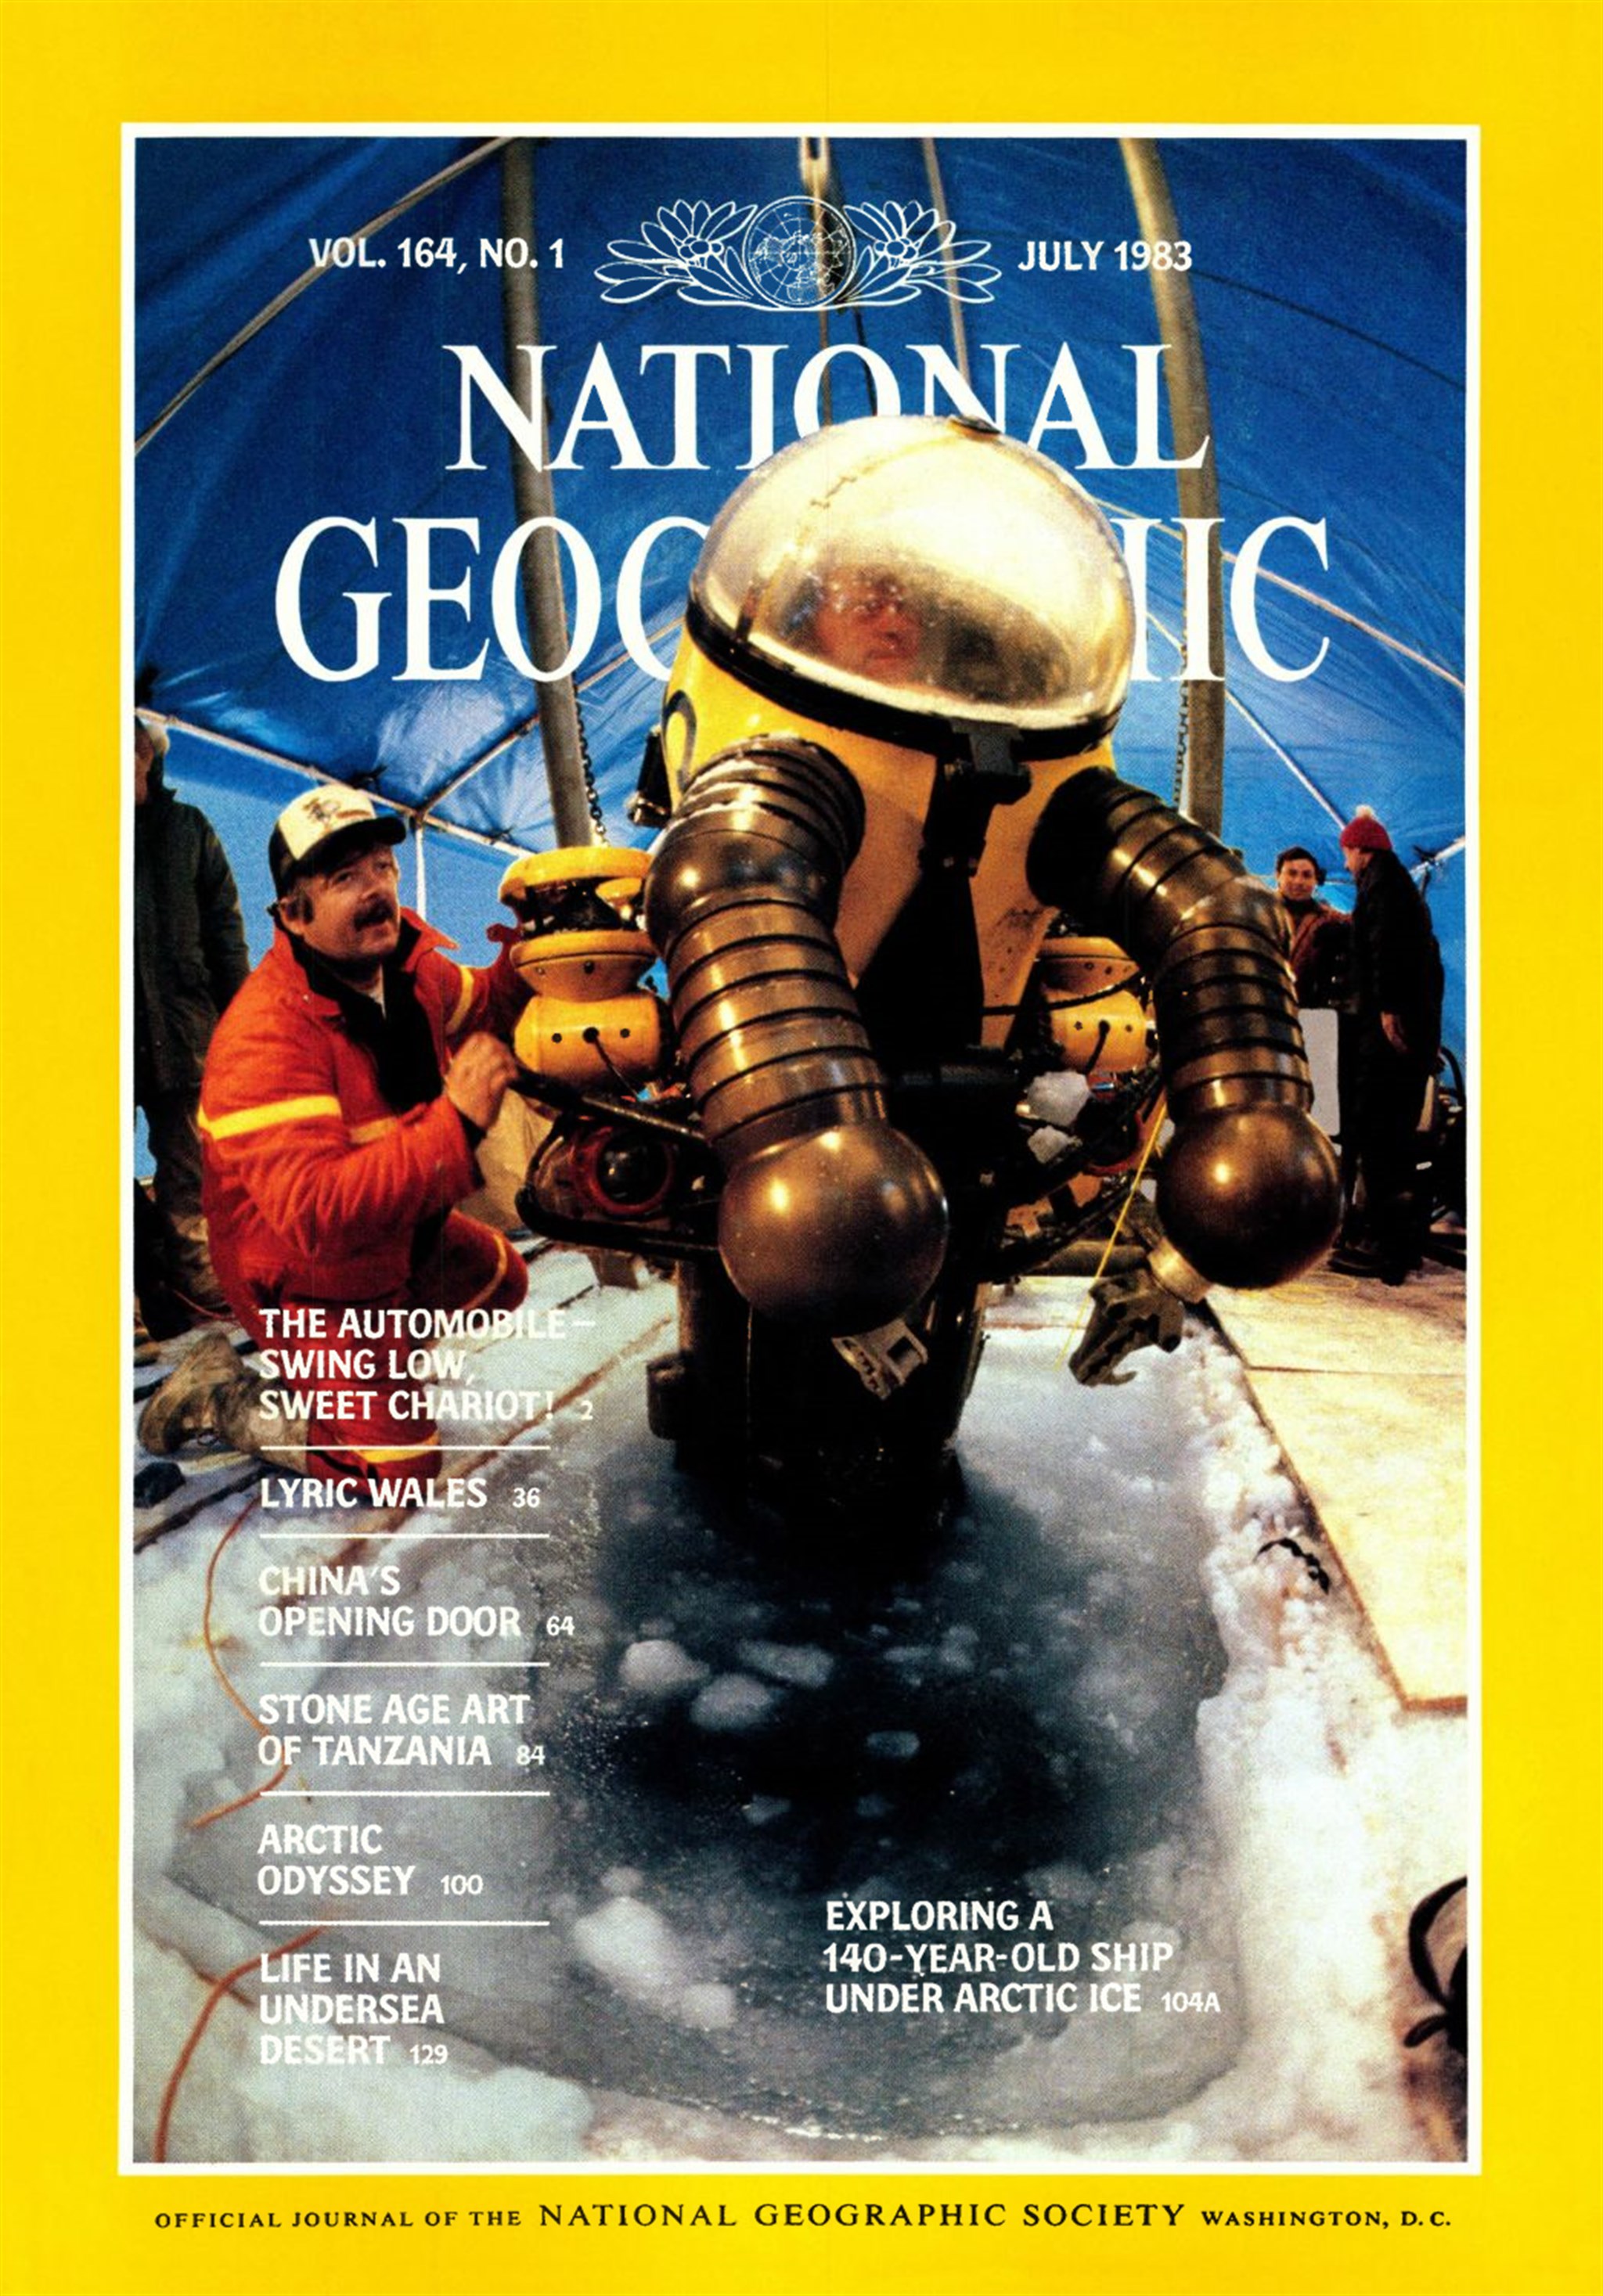 VOL. 164, NO. 1
JULY 1983
NATIONAL
GEOGRAPHIC
THE AUTOMOBILE—
SWING LOW,
SWEET CHARIOT! 2
LYRIC WALES 36
CHINA'S
OPENING DOOR 64
STONE AGE ART
OF TANZANIA 84
ARCTIC
ODYSSEY 100
LIFE IN AN
UNDERSEA
DESERT 129
EXPLORING A
140-YEAR-OLD SHIP
UNDER ARCTIC ICE 104A
OFFICIAL JOURNAL OF THE NATIONAL GEOGRAPHIC SOCIETY WASHINGTON, D.C.